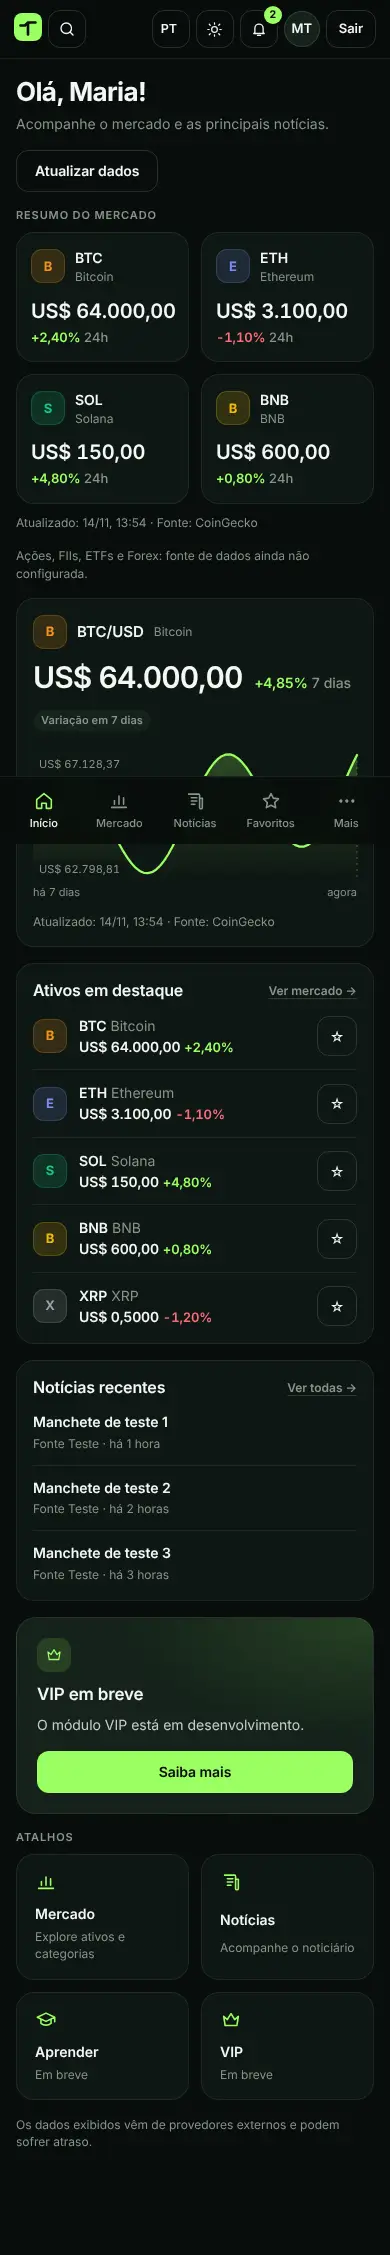 2
PT
MT
Sair
Olá, Maria!
Acompanhe o mercado e as principais notícias.
Atualizar dados
RESUMO DO MERCADO
B
BTC
Bitcoin
US$ 64.000,00
+2,40% 24h
E
ETH
Ethereum
US$ 3.100,00
-1,10% 24h
S
SOL
Solana
US$ 150,00
+4,80% 24h
B
BNB
BNB
US$ 600,00
+0,80% 24h
Atualizado: 14/11, 13:54 · Fonte: CoinGecko
Ações, FIIs, ETFs e Forex: fonte de dados ainda não
configurada.
B
BTC/USD Bitcoin
US$ 64.000,00 +4,85% 7 dias
Variação em 7 dias
US$ 67.128,37
Início
Mercado
Notícias
Favoritos
Mais
US$ 62.798,81
há 7 dias
agora
Atualizado: 14/11, 13:54 · Fonte: CoinGecko
Ativos em destaque
Ver mercado →
B
BTC Bitcoin
US$ 64.000,00 +2,40%
E
ETH Ethereum
US$ 3.100,00 -1,10%
S
SOL Solana
US$ 150,00 +4,80%
B
BNB BNB
US$ 600,00 +0,80%
X
XRP XRP
US$ 0,5000 -1,20%
Notícias recentes
Ver todas →
Manchete de teste 1
Fonte Teste · há 1 hora
Manchete de teste 2
Fonte Teste · há 2 horas
Manchete de teste 3
Fonte Teste · há 3 horas
VIP em breve
O módulo VIP está em desenvolvimento.
Saiba mais
ATALHOS
Mercado
Explore ativos e
categorias
Notícias
Acompanhe o noticiário
Aprender
Em breve
VIP
Em breve
Os dados exibidos vêm de provedores externos e podem
sofrer atraso.